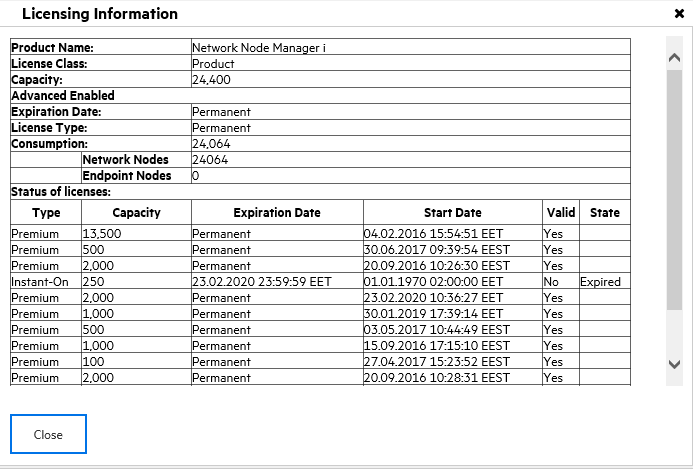 Licensing Information
Product Name: Network Node Manager i
License Class: Product
Capacity: 24,400
Advanced Enabled
Expiration Date: Permanent
License Type: Permanent
Consumption: 24,064
Network Nodes 24064
Endpoint Nodes 0
Status of licenses:
Type Capacity Expiration Date Start Date Valid State
Premium 13,500 Permanent 04.02.2016 15:54:51 EET Yes
Premium 500 Permanent 30.06.2017 09:39:54 EEST Yes
Premium 2,000 Permanent 20.09.2016 10:26:30 EEST Yes
Instant-On 250 23.02.2020 23:59:59 EET 01.01.1970 02:00:00 EET No Expired
Premium 2,000 Permanent 23.02.2020 10:36:27 EET Yes
Premium 1,000 Permanent 30.01.2019 17:39:14 EET Yes
Premium 500 Permanent 03.05.2017 10:44:49 EEST Yes
Premium 1,000 Permanent 15.09.2016 17:15:10 EEST Yes
Premium 100 Permanent 27.04.2017 15:23:52 EEST Yes
Premium 2,000 Permanent 20.09.2016 10:28:31 EEST Yes
Close